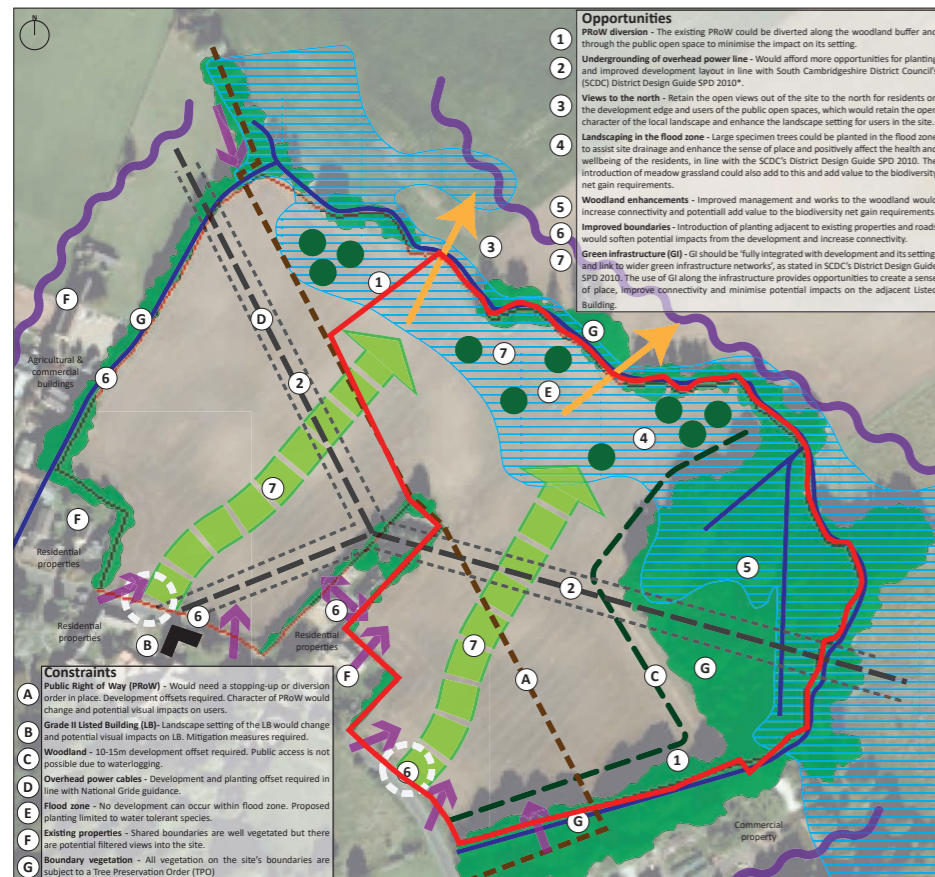 N
Opportunities
1
PRoW diversion - The existing PRoW could be diverted along the woodland buffer and
through the public open space to minimise the impact on its setting.
2
Undergrounding of overhead power line - Would afford more opportunities for planting
and improved development layout in line with South Cambridgeshire District Council's
(SCDC) District Design Guide SPD 2010*.
3
Views to the north - Retain the open views out of the site to the north for residents on
the development edge and users of the public open spaces, which would retain the open
character of the local landscape and enhance the landscape setting for users in the site.
4
Landscaping in the flood zone - Large specimen trees could be planted in the flood zone
to assist site drainage and enhance the sense of place and positively affect the health and
wellbeing of the residents, in line with the SCDC's District Design Guide SPD 2010. The
introduction of meadow grassland could also add to this and add value to the biodiversity
net gain requirements.
5
Woodland enhancements - Improved management and works to the woodland would
increase connectivity and potentiall add value to the biodiversity net gain requirements.
6
Improved boundaries - Introduction of planting adjacent to existing properties and roads
would soften potential impacts from the development and increase connectivity.
7
Green infrastructure (GI) - GI should be 'fully integrated with development and its setting
and link to wider green infrastructure networks', as stated in SCDC's District Design Guide
SPD 2010. The use of GI along the infrastructure provides opportunities to create a sense
of place, improve connectivity and minimise potential impacts on the adjacent Listed
Building.
3
1
F
G
D
G
7
Agricultural &
commercial
buildings
6
2
E
4
7
F
Residential
properties
5
2
6
6
Residential
properties
B
Residential
properties
7
G
F
A
C
6
1
G
Commercial
property
Constraints
A
Public Right of Way (PRoW) - Would need a stopping-up or diversion
order in place. Development offsets required. Character of PRoW would
change and potential visual impacts on users.
B
Grade II Listed Building (LB)- Landscape setting of the LB would change
and potential visual impacts on LB. Mitigation measures required.
C
Woodland - 10-15m development offset required. Public access is not
possible due to waterlogging.
D
Overhead power cables - Development and planting offset required in
line with National Gride guidance.
E
Flood zone - No development can occur within flood zone. Proposed
planting limited to water tolerant species.
F
Existing properties - Shared boundaries are well vegetated but there
are potential filtered views into the site.
G
Boundary vegetation - All vegetation on the site's boundaries are
subject to a Tree Preservation Order (TPO)